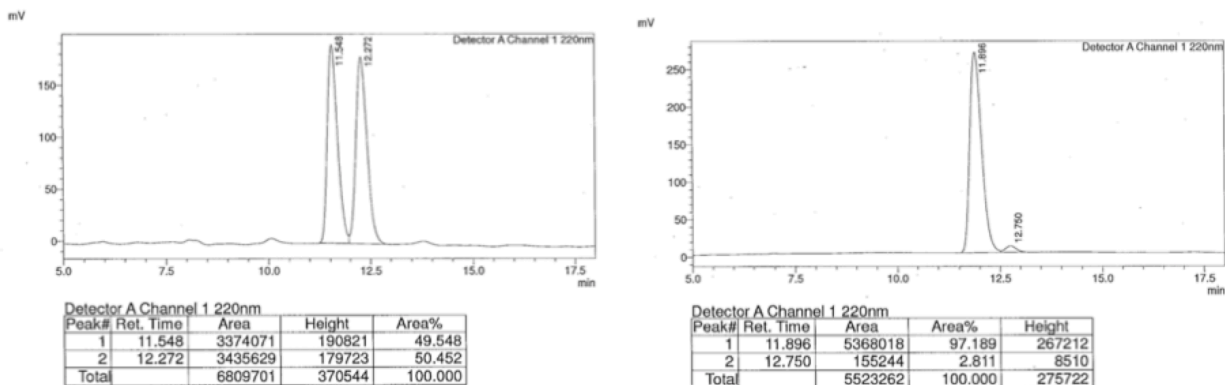 mV
Detector A Channel 1 220nm
11.548
12.272
150
100
50
0
5.0 7.5 10.0 12.5 15.0 17.5
min
Detector A Channel 1 220nm
Peak# Ret. Time Area Height Area%
1 11.548 3374071 190821 49.548
2 12.272 3435629 179723 50.452
Total 6809701 370544 100.000
mV
Detector A Channel 1 220nm
11.896
12.750
250
200
150
100
50
0
5.0 7.5 10.0 12.5 15.0 17.5
min
Detector A Channel 1 220nm
Peak# Ret. Time Area Area% Height
1 11.896 5368018 97.189 267212
2 12.750 155244 2.811 8510
Total 5523262 100.000 275722